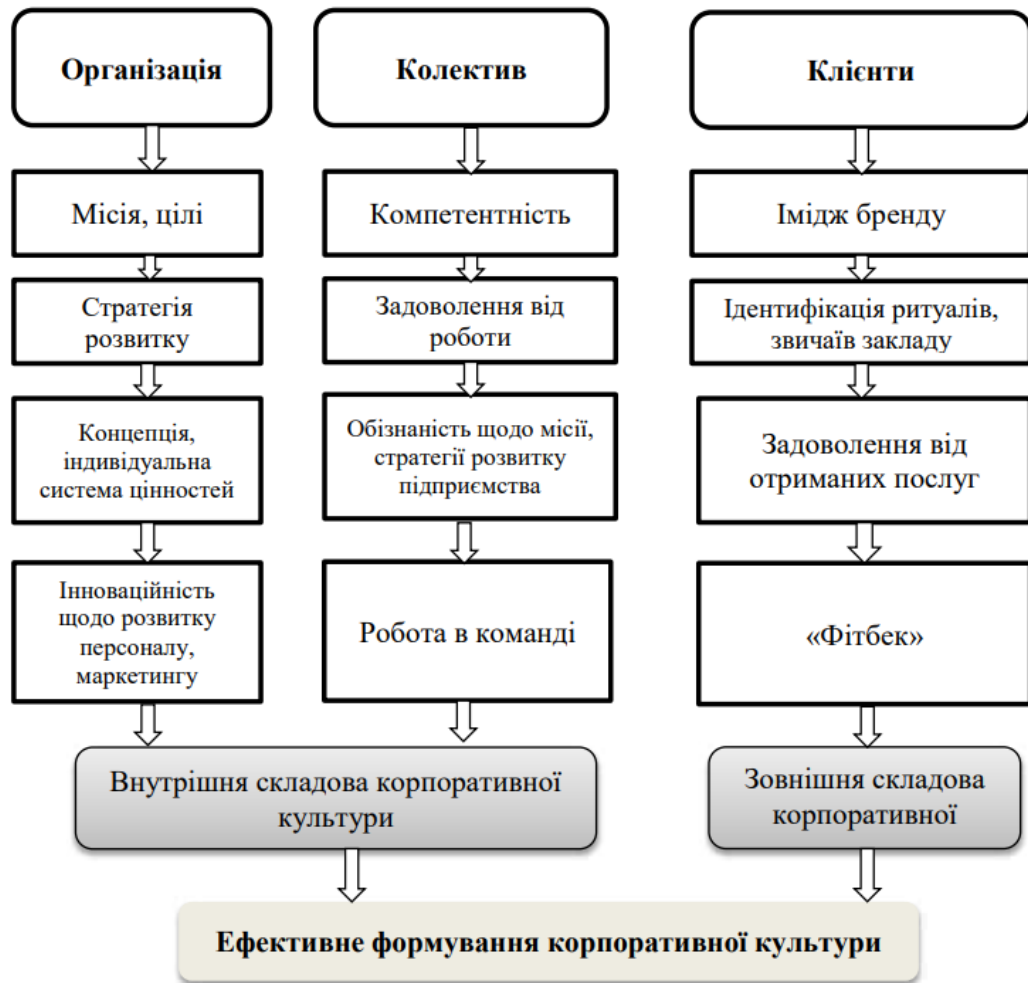 Організація
Колектив
Клієнти
Місія, цілі
Компетентність
Імідж бренду
Стратегія
розвитку
Задоволення від
роботи
Ідентифікація ритуалів,
звичаїв закладу
Концепція,
індивідуальна
система цінностей
Обізнаність щодо місії,
стратегії розвитку
підприємства
Задоволення від
отриманих послуг
Інноваційність
щодо розвитку
персоналу,
маркетингу
Робота в команді
«Фітбек»
Внутрішня складова корпоративної
культури
Зовнішня складова
корпоративної
Ефективне формування корпоративної культури